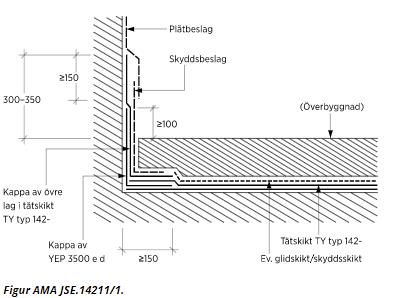 Plåtbeslag
Skyddsbeslag
≥150
300–350
≥100
(Överbyggnad)
Kappa av övre
lag i tätskikt
TY typ 142-
Kappa av
YEP 3500 e d
≥150
Tätskikt TY typ 142-
Ev. glidskikt/skyddsskikt
Figur AMA JSE.14211/1.